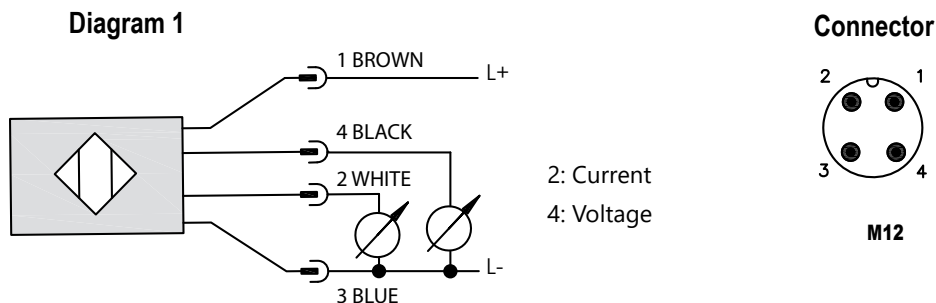 Diagram 1
1 BROWN
L+
4 BLACK
2 WHITE
2: Current
4: Voltage
L-
3 BLUE
Connector
2 1
3 4
M12